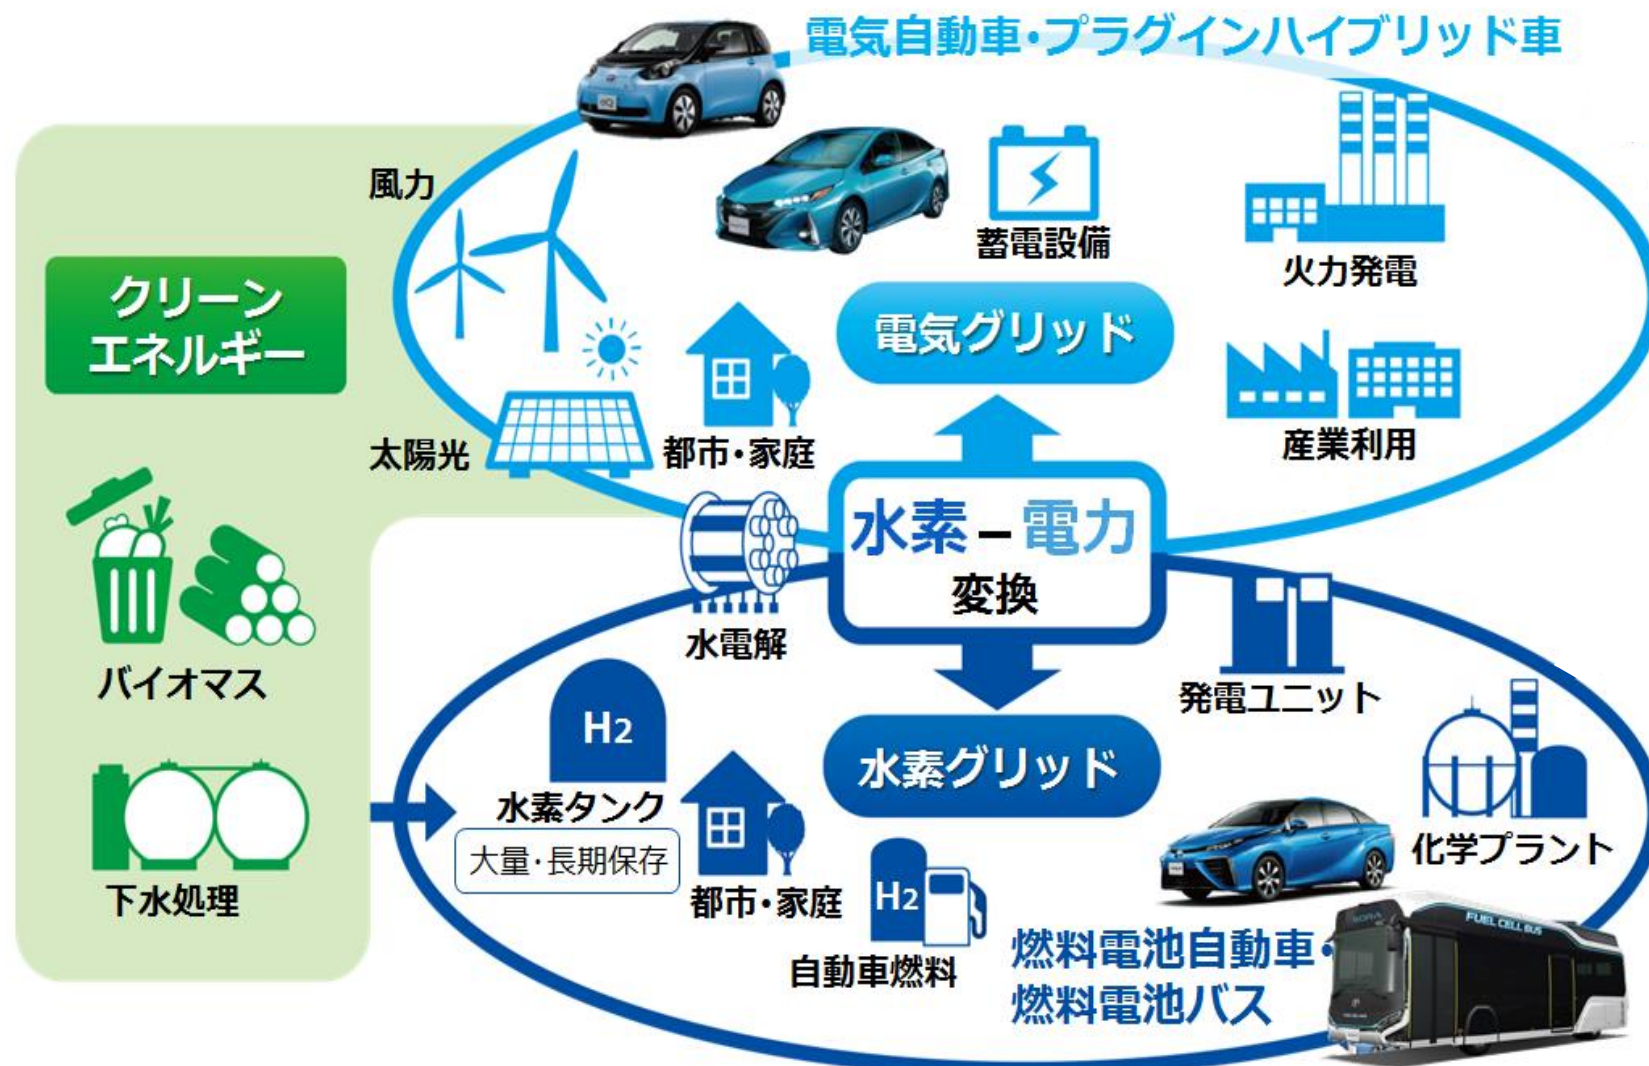 電気自動車・プラグインハイブリッド車
風力
蓄電設備
火力発電
クリーン
エネルギー
電気グリッド
太陽光
都市・家庭
産業利用
水素－電力
変換
水電解
バイオマス
発電ユニット
H2
水素グリッド
水素タンク
大量・長期保存
化学プラント
下水処理
都市・家庭
H2
自動車燃料
燃料電池自動車・
燃料電池バス
SORA
FUEL CELL BUS